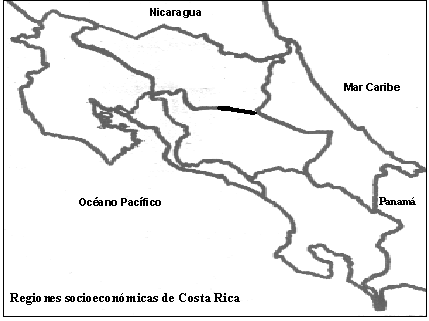 Nicaragua
Mar Caribe
Océano Pacífico
Panamá
Regiones socioeconómicas de Costa Rica